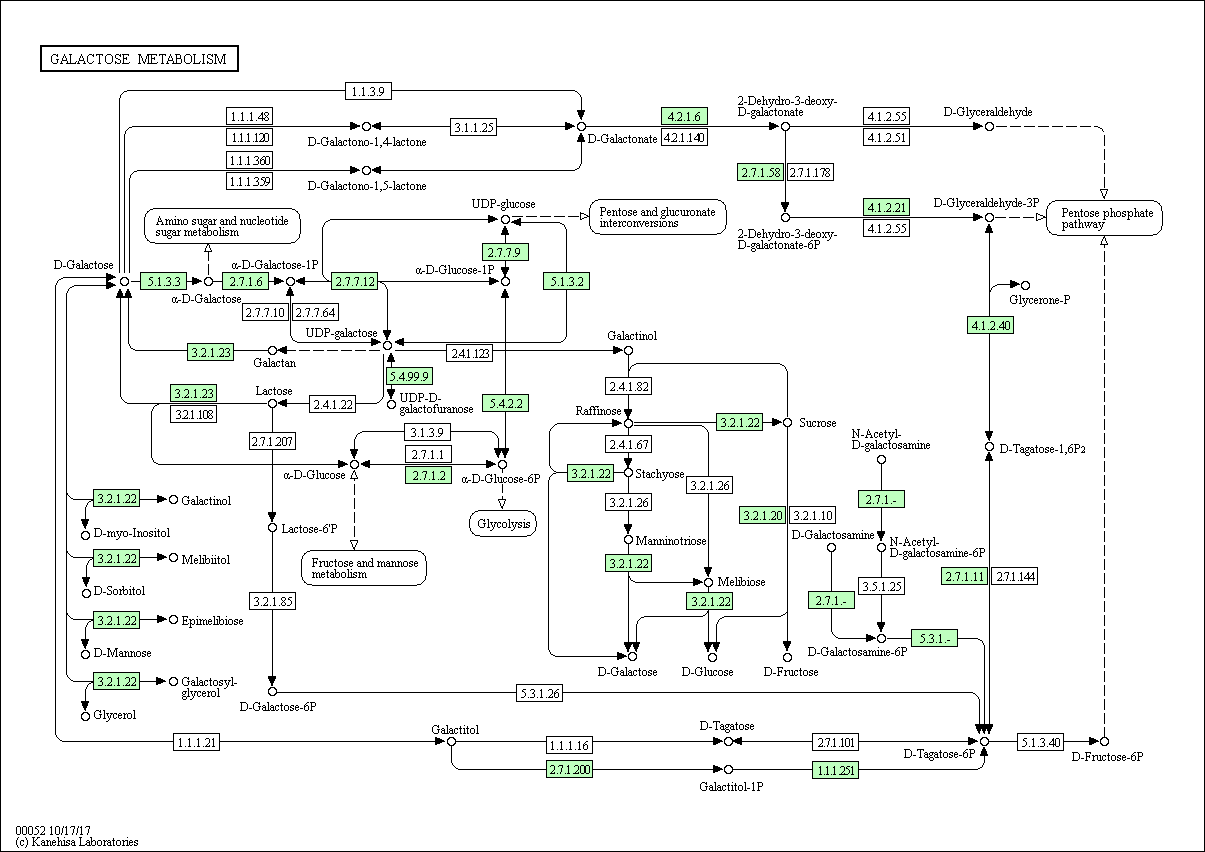 GALACTOSE METABOLISM
1.1.3.9
1.1.1.48
1.1.1.120
D-Galactono-1,4-lactone
3.1.1.25
D-Galactonate
4.2.1.6
4.2.1.140
2-Dehydro-3-deoxy-
D-galactonate
4.1.2.55
4.1.2.51
D-Glyceraldehyde
1.1.1.360
1.1.1.359
D-Galactono-1,5-lactone
2.7.1.58
2.7.1.178
Amino sugar and nucleotide
sugar metabolism
UDP-glucose
Pentose and glucuronate
interconversions
2-Dehydro-3-deoxy-
D-galactonate-6P
4.1.2.21
4.1.2.55
D-Glyceraldehyde-3P
Pentose phosphate
pathway
D-Galactose
5.1.3.3
α-D-Galactose
2.7.1.6
α-D-Galactose-1P
2.7.7.12
α-D-Glucose-1P
2.7.7.9
5.1.3.2
2.7.7.10
2.7.7.64
Glycerone-P
4.1.2.40
UDP-galactose
3.2.1.23
Galactan
2.4.1.123
Galactinol
5.4.99.9
UDP-D-
galactofuranose
5.4.2.2
2.4.1.82
3.2.1.23
3.2.1.108
Lactose
2.4.1.22
2.7.1.207
Raffinose
3.2.1.22
Sucrose
2.4.1.67
3.1.3.9
2.7.1.1
2.7.1.2
α-D-Glucose
α-D-Glucose-6P
3.2.1.22
Stachyose
3.2.1.26
3.2.1.26
N-Acetyl-
D-galactosamine
D-Tagatose-1,6P2
2.7.1.-
Glycolysis
3.2.1.20
3.2.1.10
Manninotriose
D-Galactosamine
N-Acetyl-
D-galactosamine-6P
3.2.1.22
Galactinol
D-myo-Inositol
Lactose-6'P
Fructose and mannose
metabolism
3.2.1.22
Melibiitol
D-Sorbitol
3.2.1.22
Melibiose
3.2.1.22
2.7.1.-
3.5.1.25
2.7.1.11
2.7.1.144
3.2.1.85
3.2.1.22
Epimelibiose
D-Mannose
5.3.1.-
D-Galactosamine-6P
D-Galactose
D-Glucose
D-Fructose
3.2.1.22
Galactosyl-
glycerol
Glycerol
D-Galactose-6P
5.3.1.26
1.1.1.21
Galactitol
1.1.1.16
D-Tagatose
2.7.1.101
D-Tagatose-6P
5.1.3.40
D-Fructose-6P
2.7.1.200
Galactitol-1P
1.1.1.251
00052 10/17/17
(c) Kanehisa Laboratories